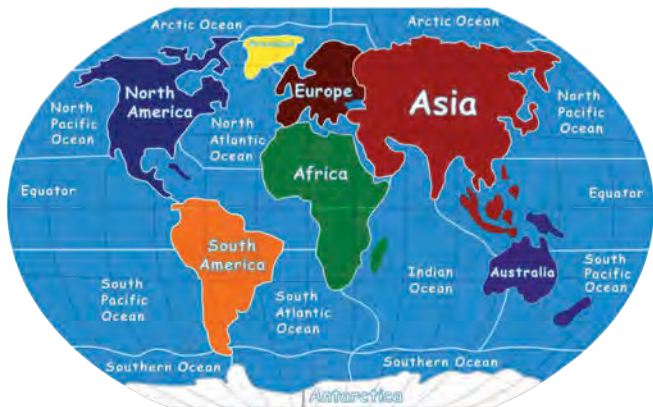 Arctic Ocean
Arctic Ocean
North
America
Europe
Asia
North
Pacific
Ocean
North
Atlantic
Ocean
North
Pacific
Ocean
Africa
Equator
Equator
South
America
Indian
Ocean
Australia
South
Pacific
Ocean
South
Pacific
Ocean
South
Atlantic
Ocean
Southern Ocean
Southern Ocean
Antarctica